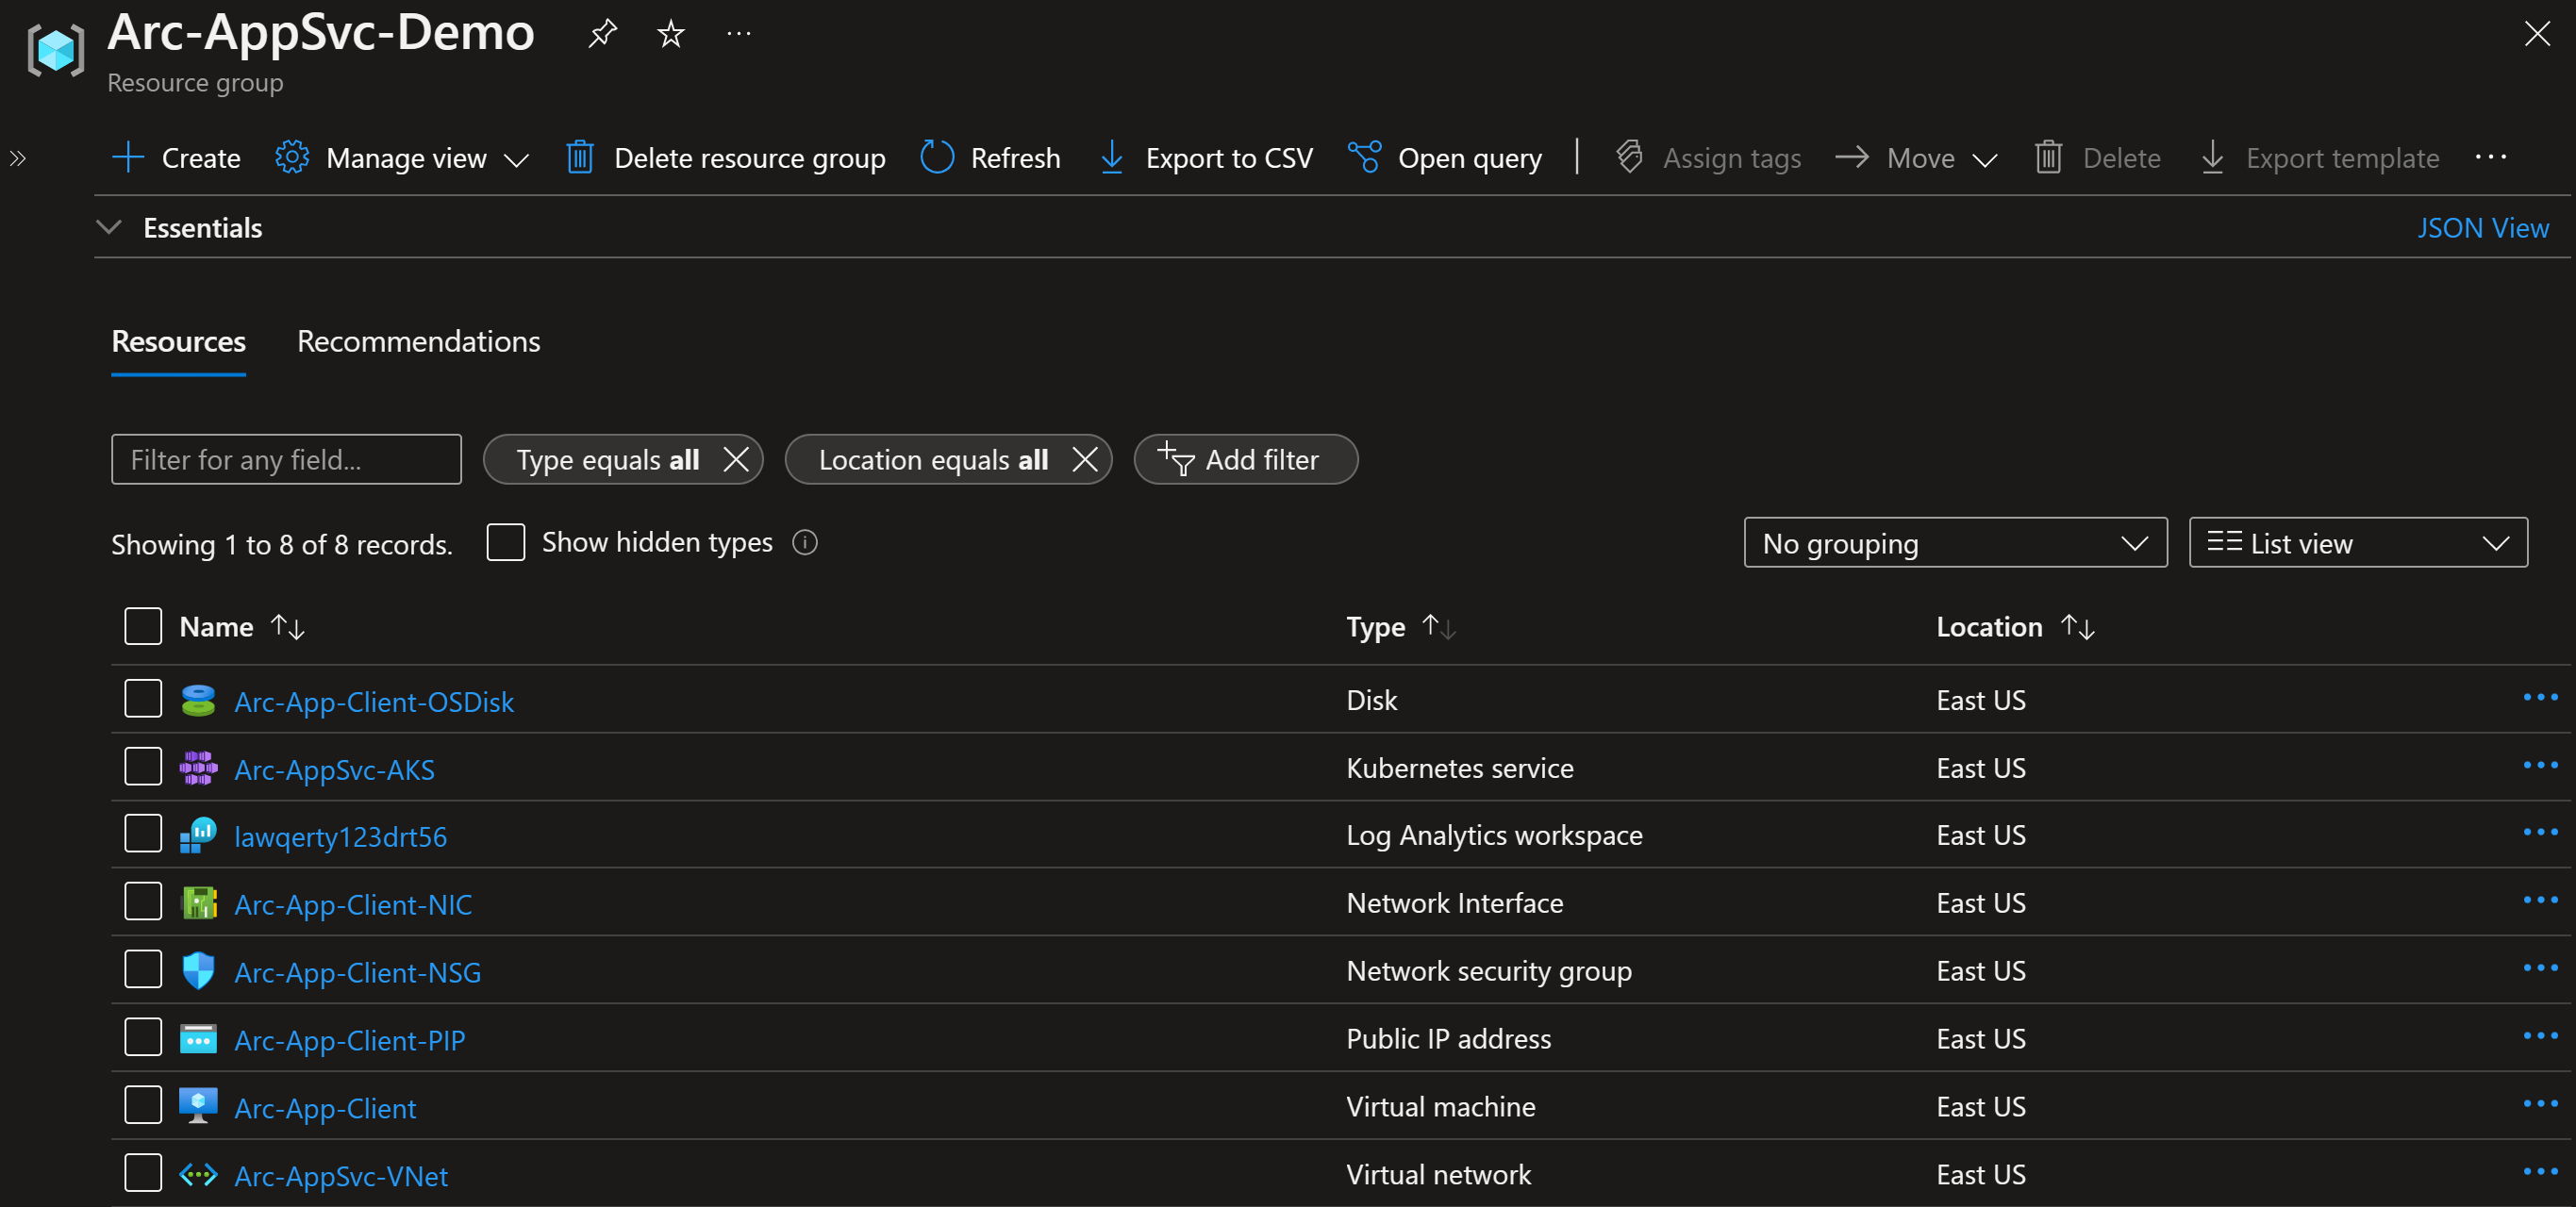 Arc-AppSvc-Demo
Resource group
Create Manage view Delete resource group Refresh Export to CSV Open query Assign tags Move Delete Export template
Essentials JSON View
Resources Recommendations
Filter for any field... Type equals all Location equals all Add filter
Showing 1 to 8 of 8 records. Show hidden types No grouping List view
Name Type Location
Arc-App-Client-OSDisk Disk East US
Arc-AppSvc-AKS Kubernetes service East US
lawqerty123drt56 Log Analytics workspace East US
Arc-App-Client-NIC Network Interface East US
Arc-App-Client-NSG Network security group East US
Arc-App-Client-PIP Public IP address East US
Arc-App-Client Virtual machine East US
Arc-AppSvc-VNet Virtual network East US